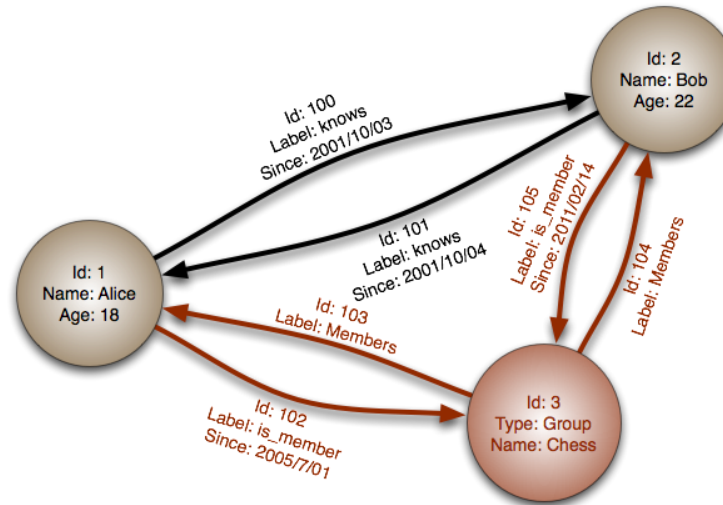 Id: 2
Name: Bob
Age: 22
Id: 100
Label: knows
Since: 2001/10/03
Id: 101
Label: knows
Since: 2001/10/04
Id: 105
Label: is_member
Since: 2011/02/14
Id: 104
Label: Members
Id: 1
Name: Alice
Age: 18
Id: 103
Label: Members
Id: 102
Label: is_member
Since: 2005/7/01
Id: 3
Type: Group
Name: Chess